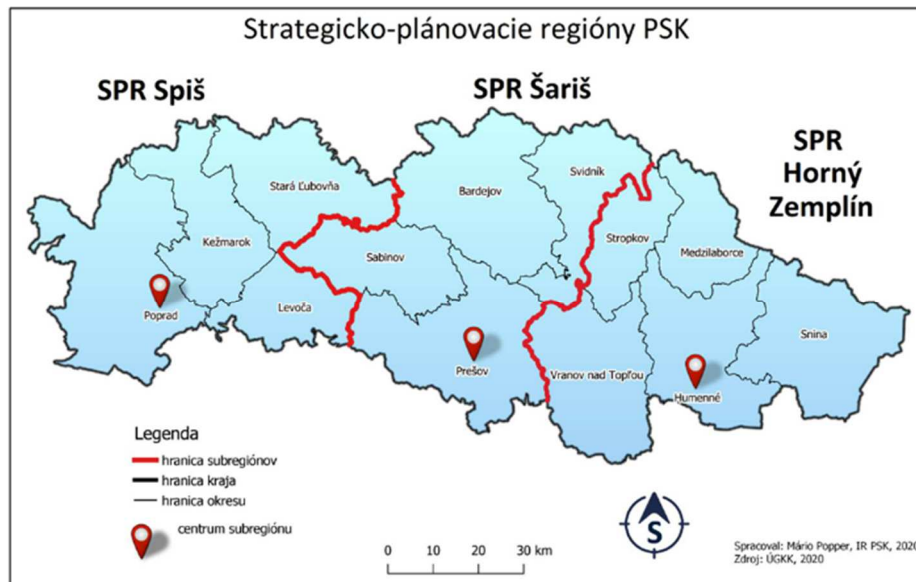 Strategicko-plánovacie regióny PSK
SPR Spiš
SPR Šariš
SPR
Horný
Zemplín
Svidník
Stará Ľubovňa
Bardejov
Stropkov
Kežmarok
Sabinov
Medzilaborce
Levoča
Poprad
Snina
Prešov
Vranov nad Topľou
Humenné
Legenda
hranica subregiónov
hranica kraja
hranica okresu
centrum subregiónu
S
0 10 20 30 km
Spracoval: Mário Popper, IR PSK, 2020
Zdroj: ÚGKK, 2020